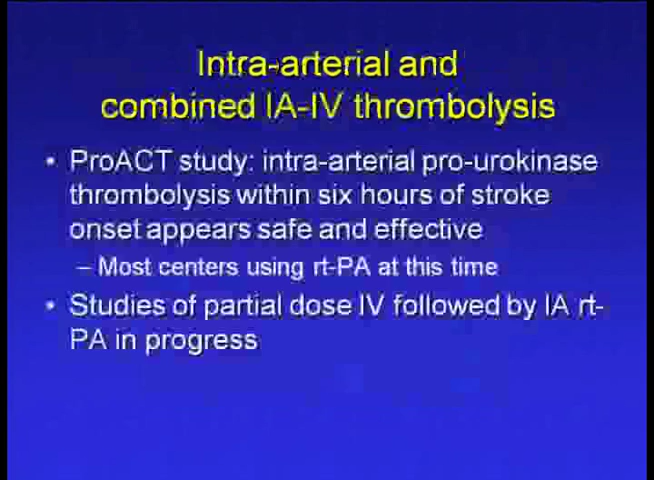 Intra-arterial and
combined IA-IV thrombolysis
• ProACT study: intra-arterial pro-urokinase
thrombolysis within six hours of stroke
onset appears safe and effective
– Most centers using rt-PA at this time
• Studies of partial dose IV followed by IA rt-
PA in progress